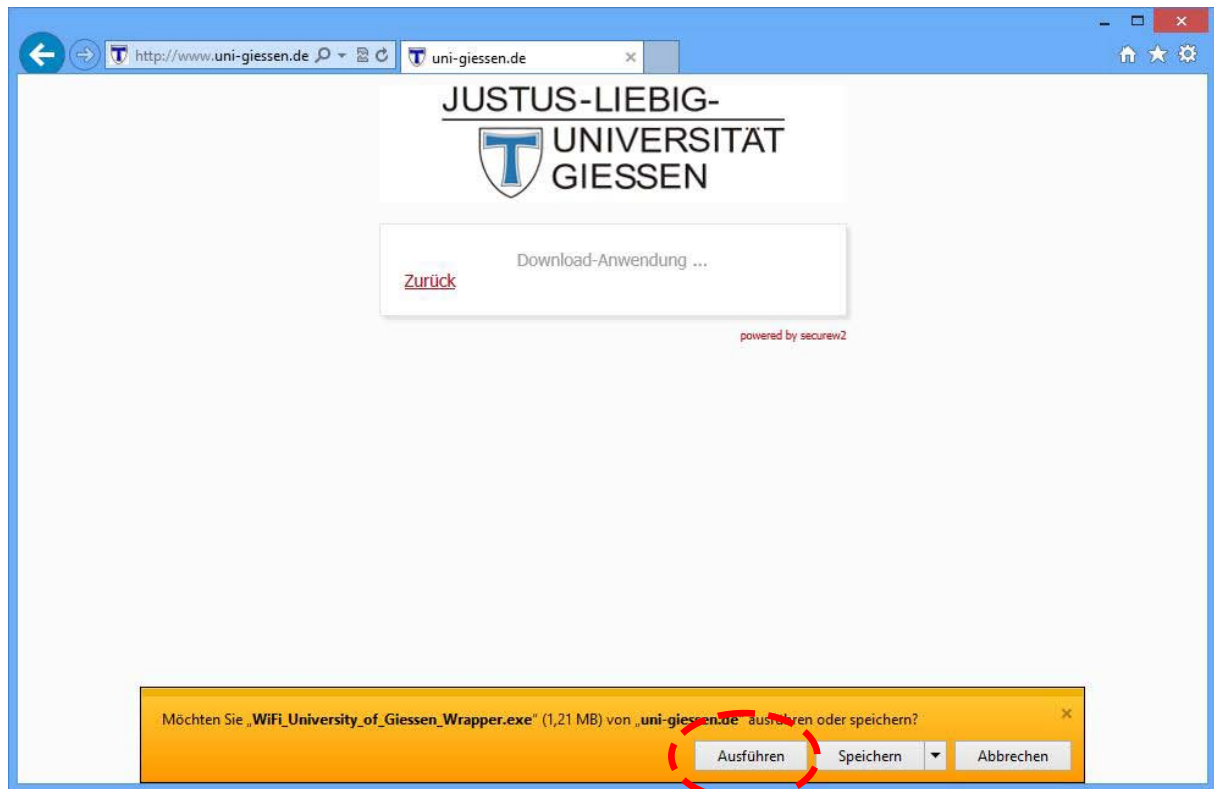 http://www.uni-giessen.de
uni-giessen.de
JUSTUS-LIEBIG-
UNIVERSITÄT
GIESSEN
Download-Anwendung ...
Zurück
powered by securew2
Möchten Sie „WiFi_University_of_Giessen_Wrapper.exe“ (1,21 MB) von „uni-giessen.de“ ausführen oder speichern?
Ausführen Speichern Abbrechen